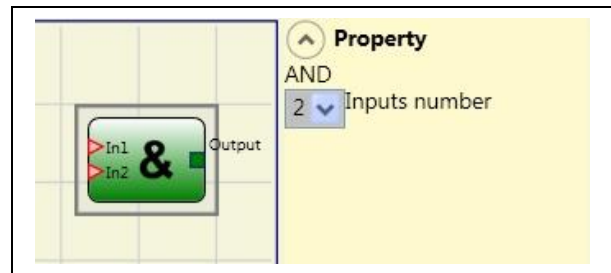 In1
In2
&
Output
Property
AND
2 Inputs number